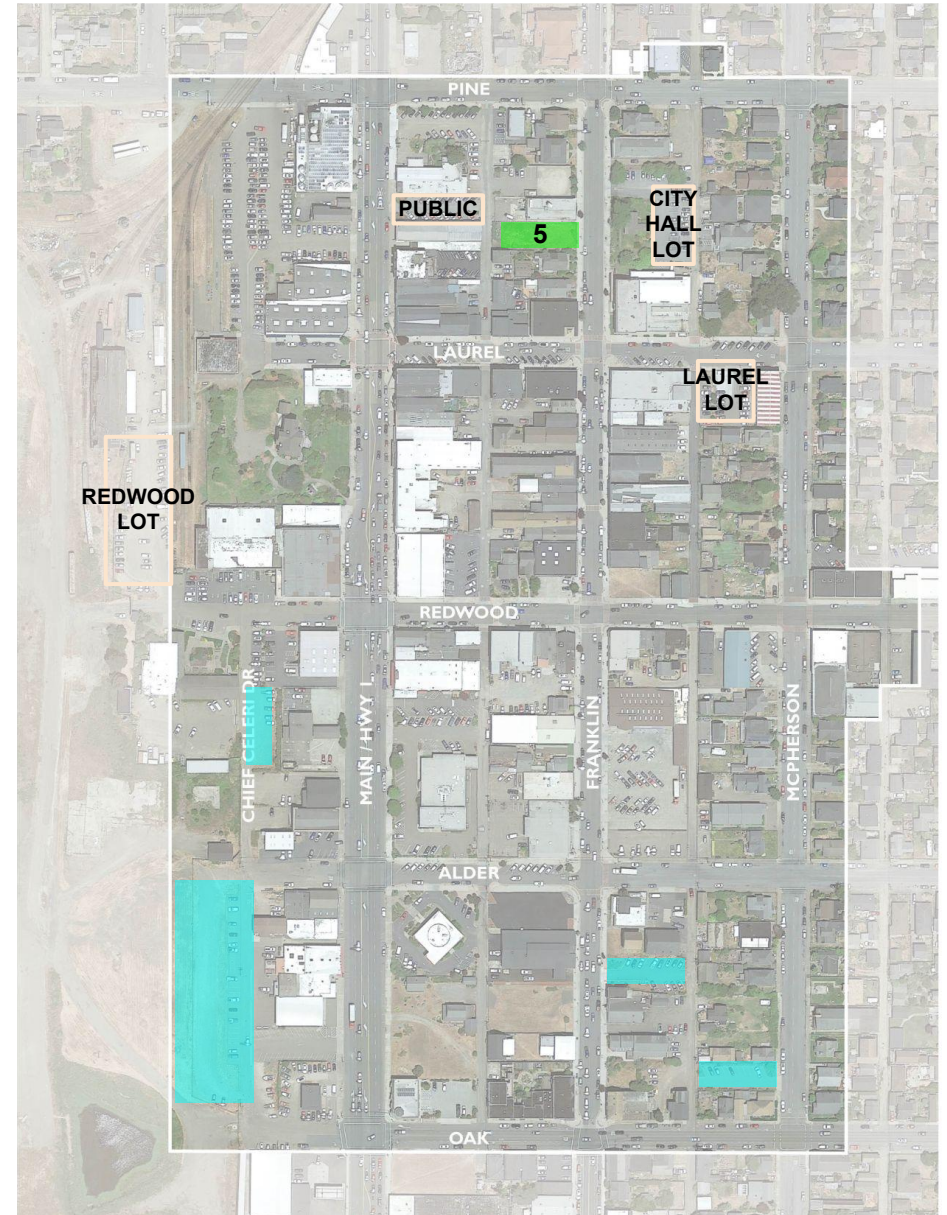 PINE
PUBLIC
CITY
HALL
LOT
5
LAUREL
LAUREL
LOT
REDWOOD
LOT
REDWOOD
CHIEF CELERI DR
MAIN / HWY 1
FRANKLIN
MCPHERSON
ALDER
OAK